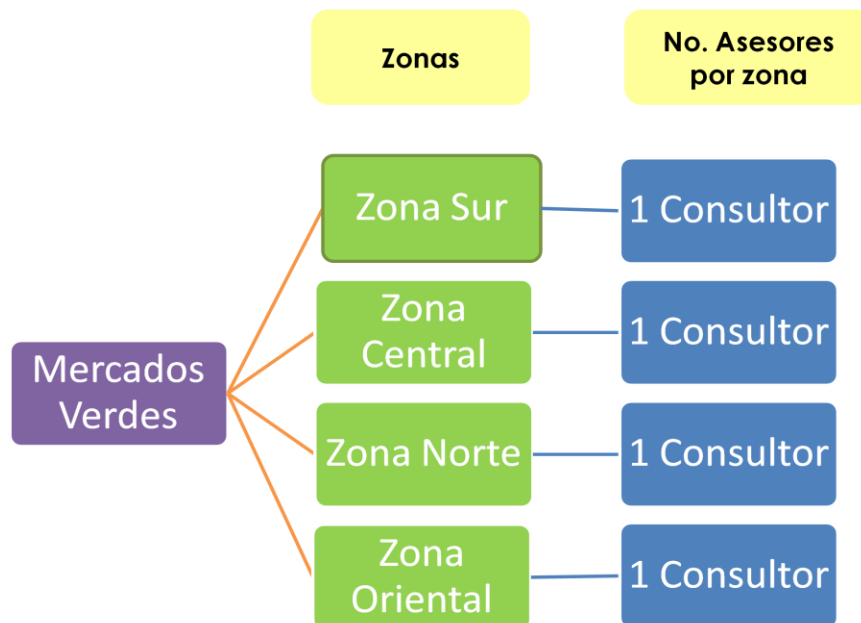 Zonas
No. Asesores
por zona
Mercados
Verdes
Zona Sur
1 Consultor
Zona
Central
1 Consultor
Zona Norte
1 Consultor
Zona
Oriental
1 Consultor